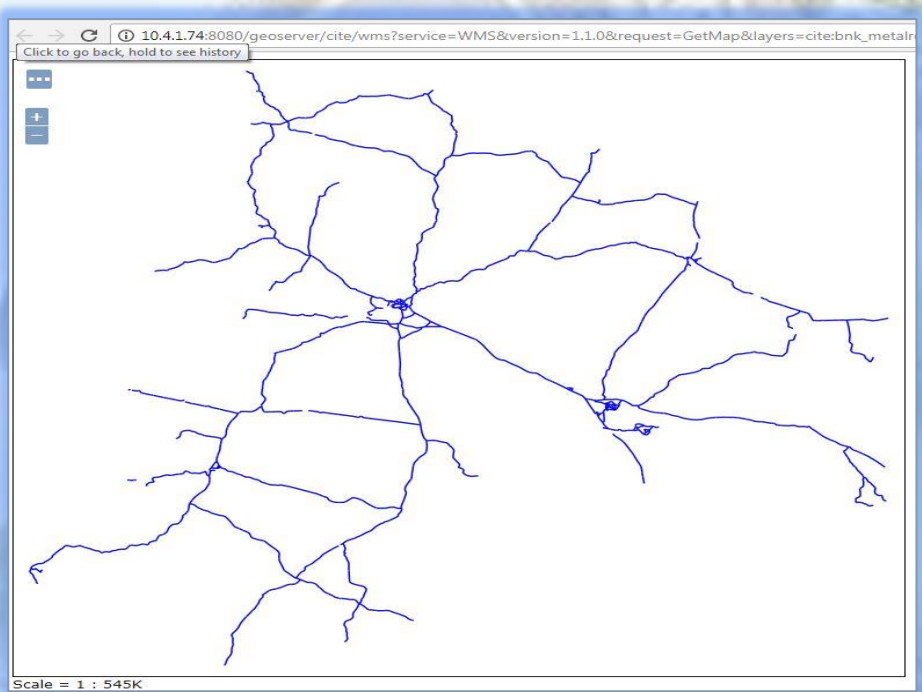 10.4.1.74:8080/geoserver/cite/wms?service=WMS&version=1.1.0&request=GetMap&layers=cite:bnk_metalr
Click to go back, hold to see history
Scale = 1 : 545K